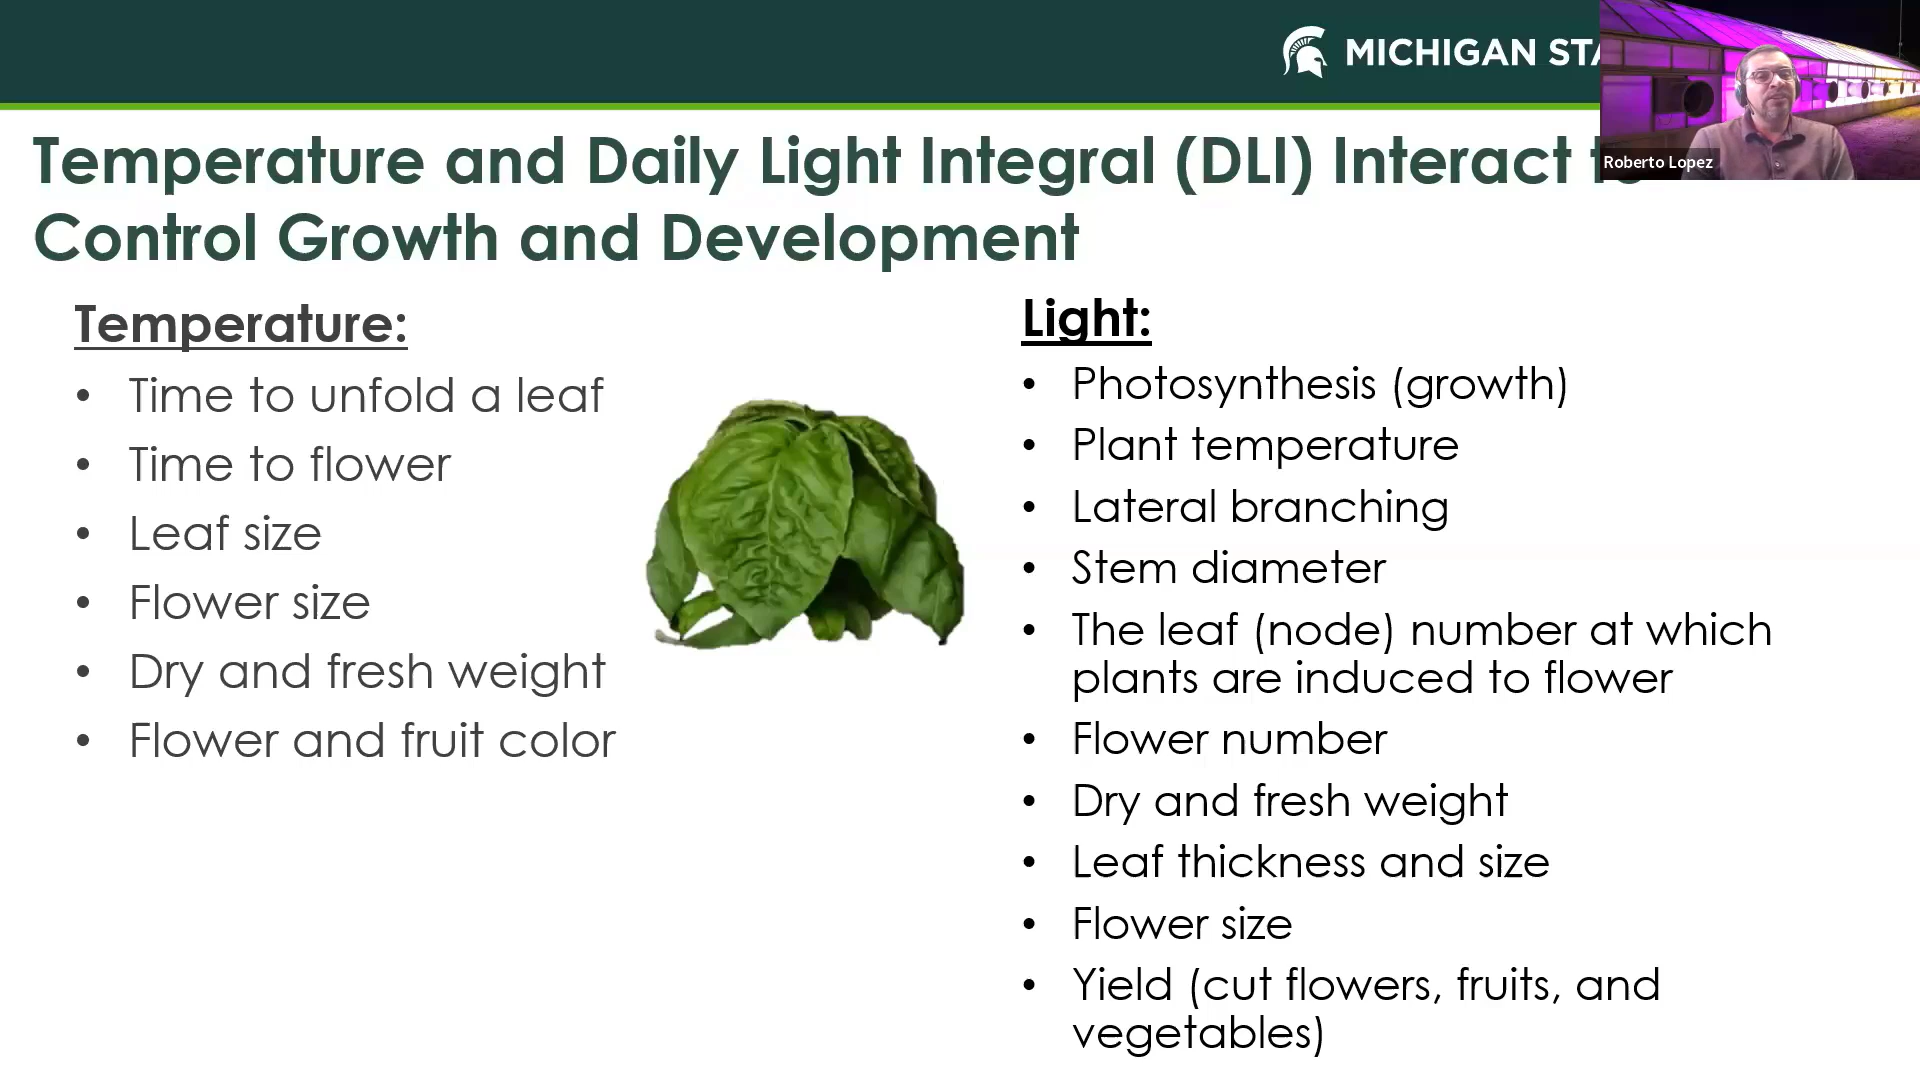 MICHIGAN
Roberto Lopez
Temperature and Daily Light Integral (DLI) Interact
Control Growth and Development
Temperature:
• Time to unfold a leaf
• Time to flower
• Leaf size
• Flower size
• Dry and fresh weight
• Flower and fruit color
Light:
• Photosynthesis (growth)
• Plant temperature
• Lateral branching
• Stem diameter
• The leaf (node) number at which
plants are induced to flower
• Flower number
• Dry and fresh weight
• Leaf thickness and size
• Flower size
• Yield (cut flowers, fruits, and
vegetables)